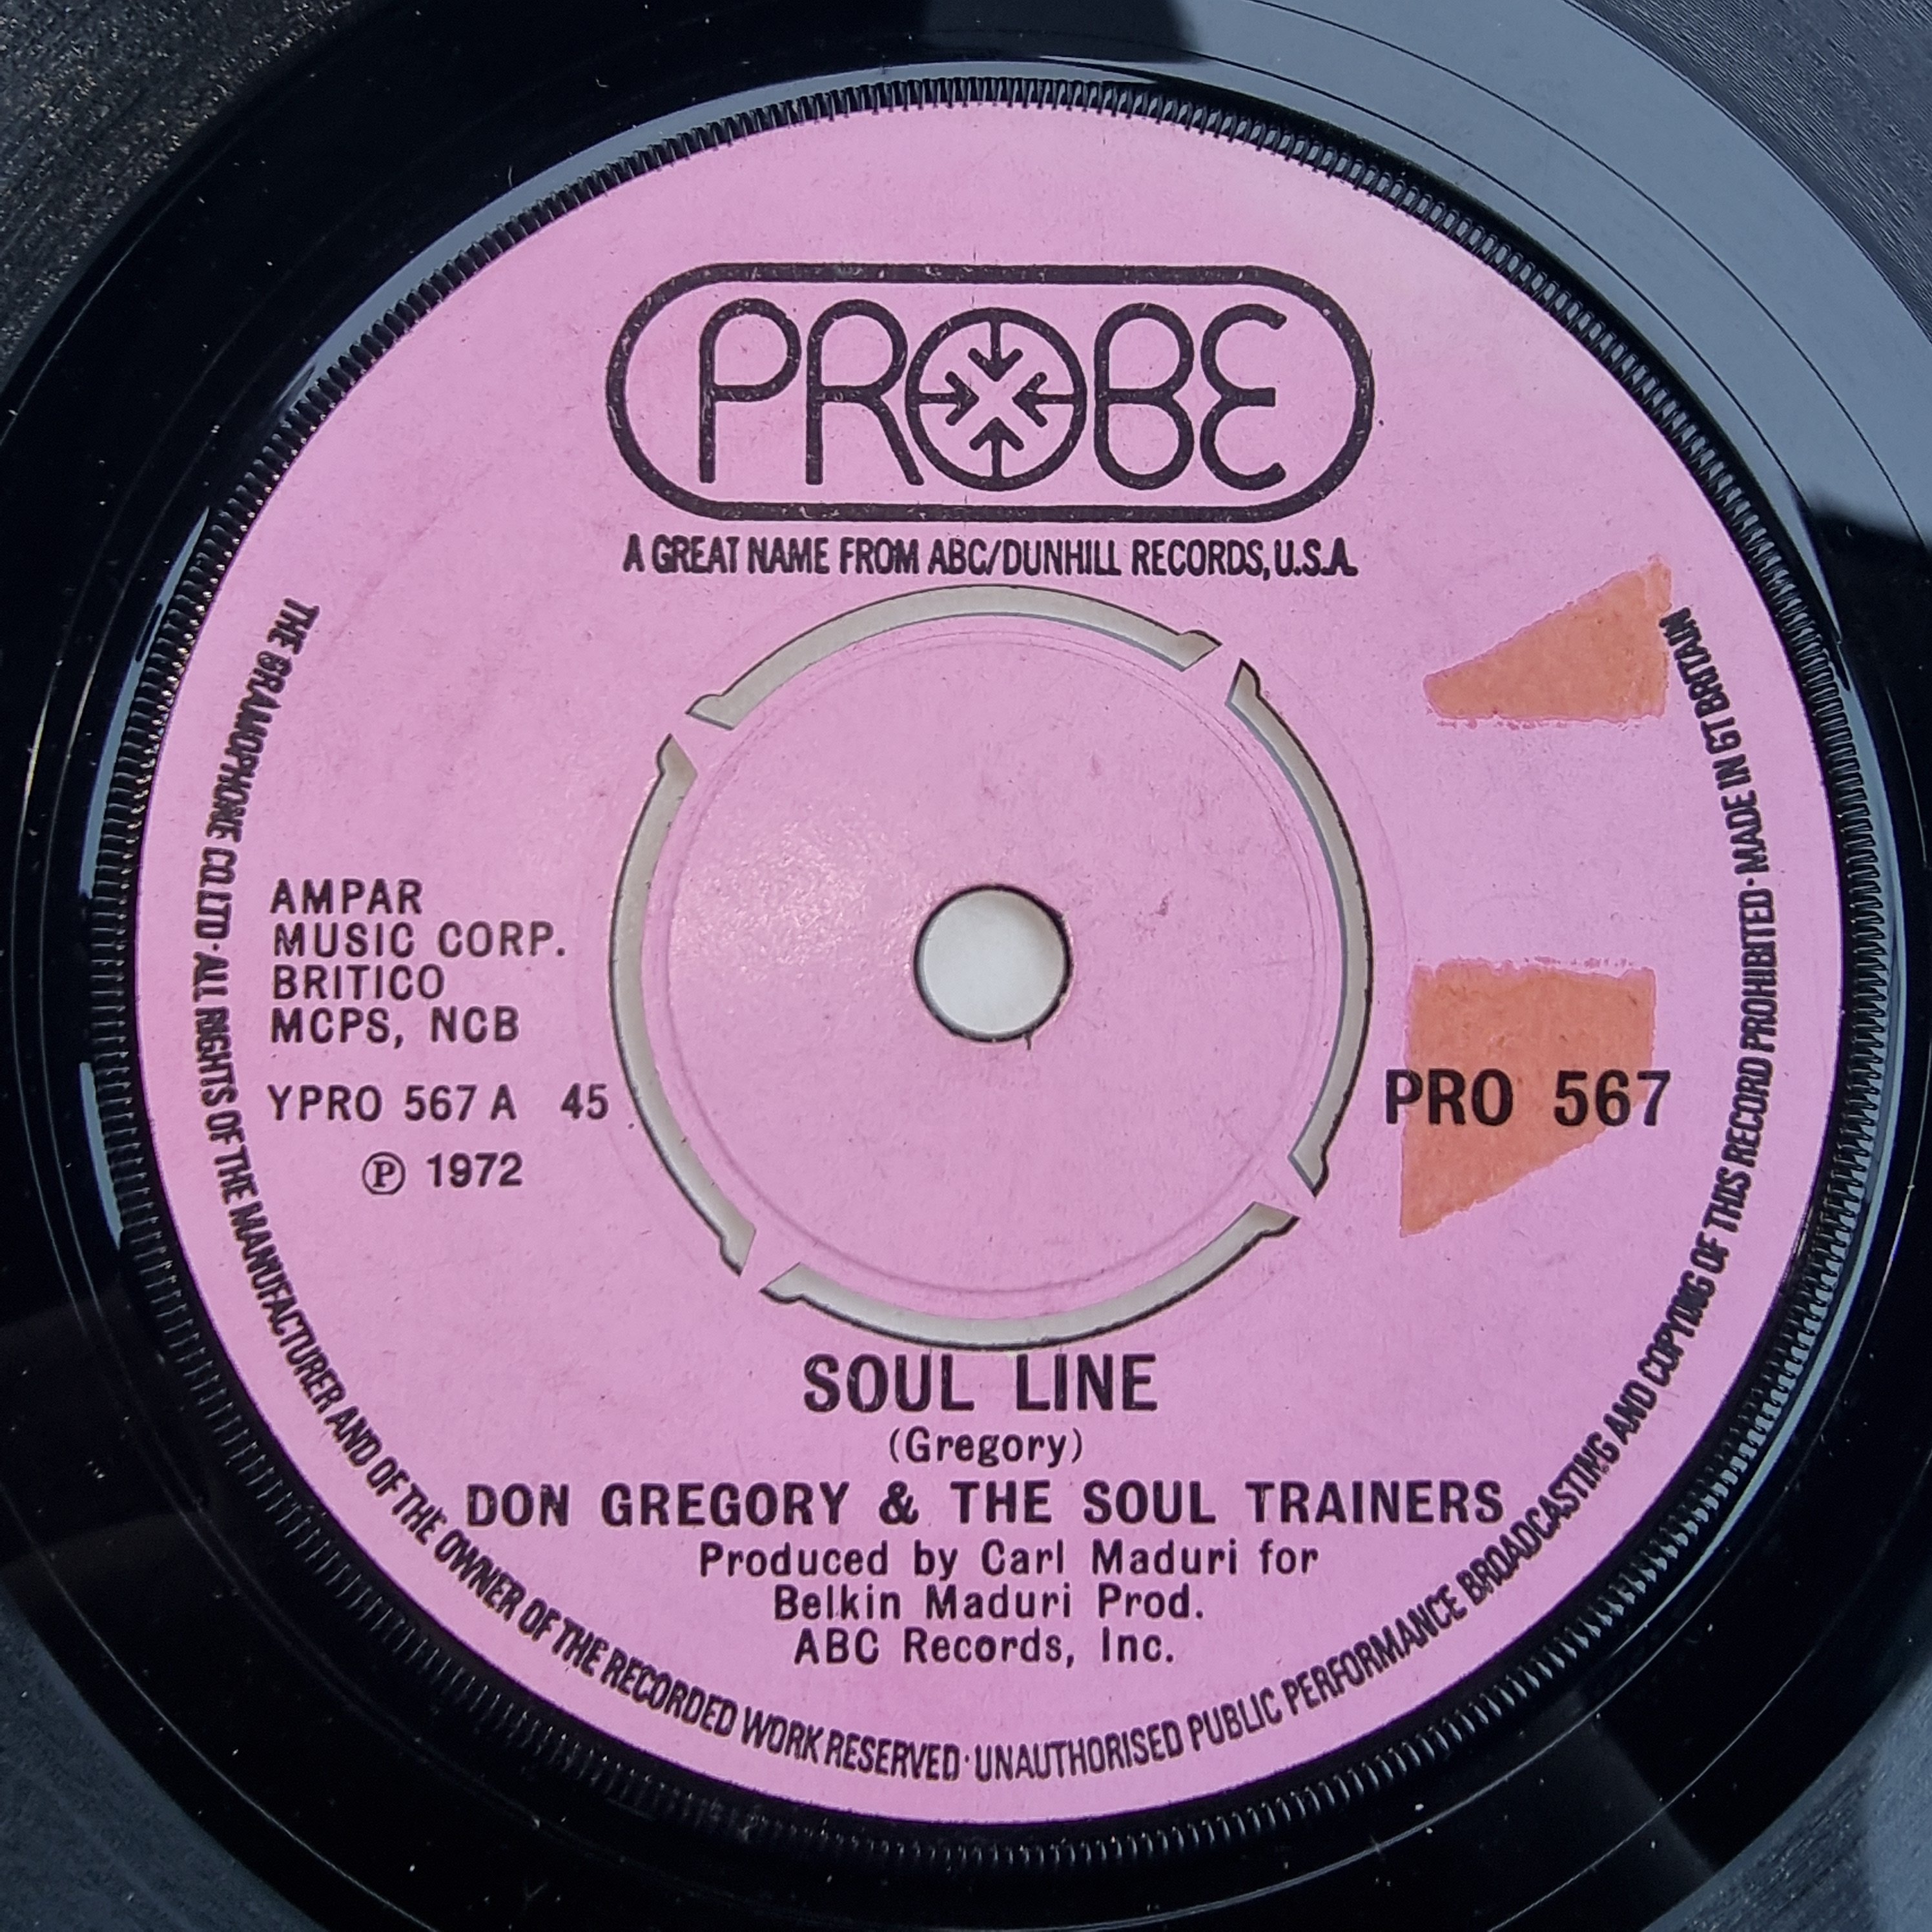 PROBE
A GREAT NAME FROM ABC/DUNHILL RECORDS, U.S.A.
AMPAR
MUSIC CORP.
BRITICO
MCPS, NCB
YPRO 567 A 45
℗ 1972
PRO 567
SOUL LINE
(Gregory)
DON GREGORY & THE SOUL TRAINERS
Produced by Carl Maduri for
Belkin Maduri Prod.
ABC Records, Inc.
THE GRAMOPHONE CO. LTD · ALL RIGHTS OF THE MANUFACTURER AND OF THE OWNER OF THE RECORDED WORK RESERVED · UNAUTHORISED PUBLIC PERFORMANCE BROADCASTING AND COPYING OF THIS RECORD PROHIBITED · MADE IN GT BRITAIN